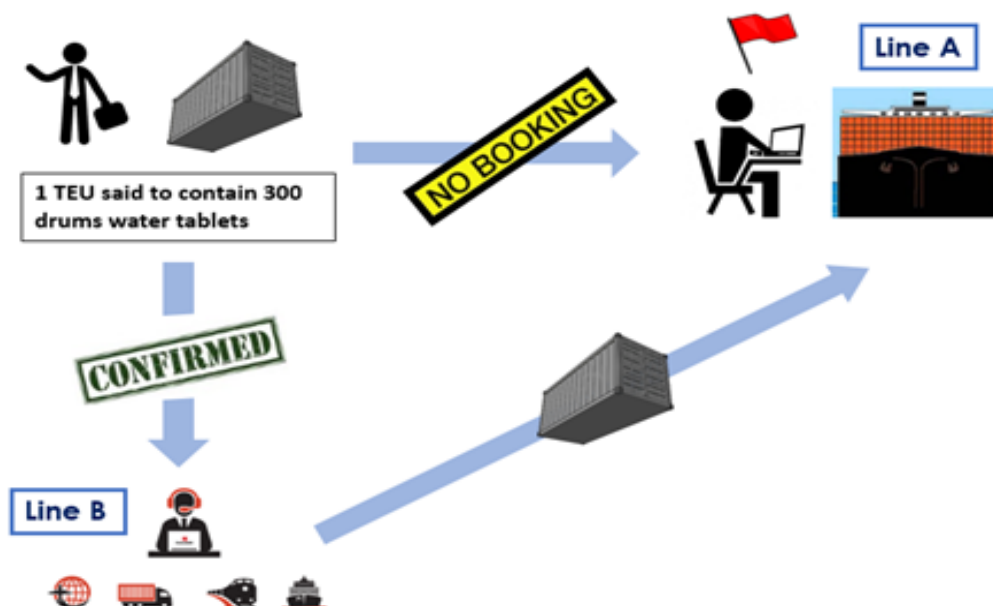 Line A
NO BOOKING
1 TEU said to contain 300
drums water tablets
CONFIRMED
Line B